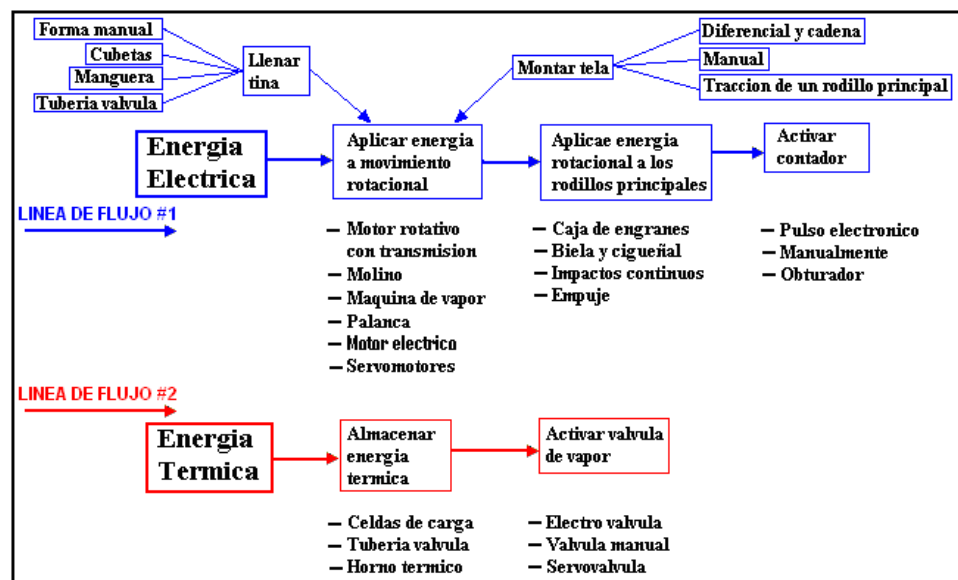 Forma manual
Cubetas
Manguera
Tuberia valvula
Llenar
tina
Montar tela
Diferencial y cadena
Manual
Traccion de un rodillo principal
Energia
Electrica
Aplicar energia
a movimiento
rotacional
Aplicae energia
rotacional a los
rodillos principales
Activar
contador
LINEA DE FLUJO #1
— Motor rotativo
con transmision
— Molino
— Maquina de vapor
— Palanca
— Motor electrico
— Servomotores
— Caja de engranes
— Biela y cigueñal
— Impactos continuos
— Empuje
— Pulso electronico
— Manualmente
— Obturador
LINEA DE FLUJO #2
Energia
Termica
Almacenar
energia
termica
Activar valvula
de vapor
— Celdas de carga
— Tuberia valvula
— Horno termico
— Electro valvula
— Valvula manual
— Servovalvula